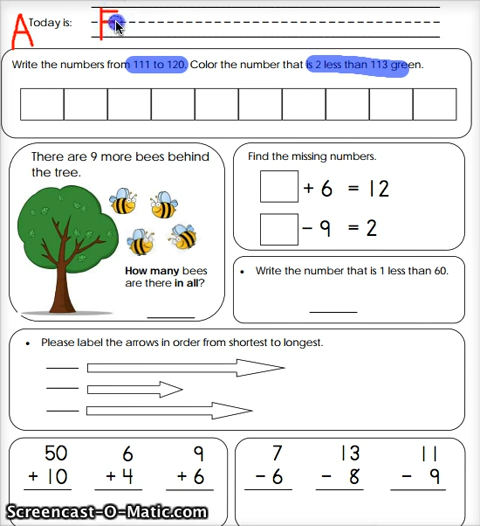 A Today is: F
Write the numbers from 111 to 120. Color the number that is 2 less than 113 green.
There are 9 more bees behind
the tree.
How many bees
are there in all?
Find the missing numbers.
+ 6 = 12
- 9 = 2
• Write the number that is 1 less than 60.
• Please label the arrows in order from shortest to longest.
50 6 9 7 13 11
+ 10 + 4 + 6 - 6 - 8 - 9
Screencast-O-Matic.com